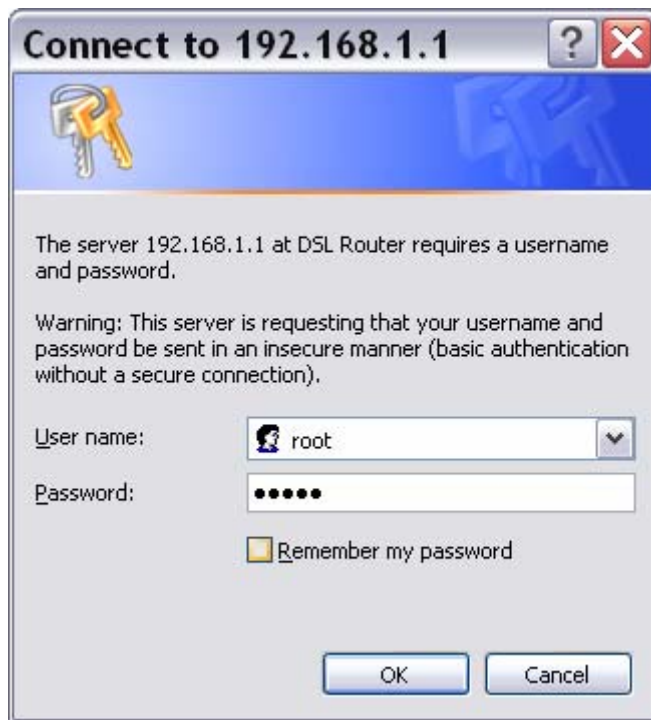 Connect to 192.168.1.1
The server 192.168.1.1 at DSL Router requires a username
and password.
Warning: This server is requesting that your username and
password be sent in an insecure manner (basic authentication
without a secure connection).
User name:
root
Password:
•••••
Remember my password
OK
Cancel